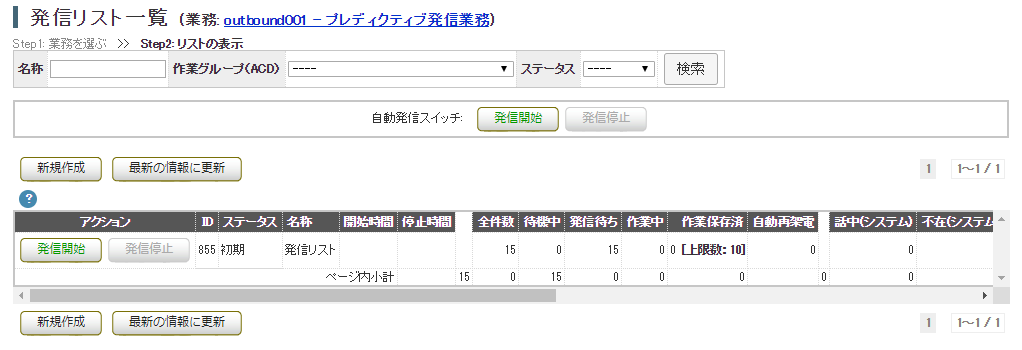 発信リスト一覧 (業務: outbound001 - プレディクティブ発信業務)
Step1: 業務を選ぶ >> Step2: リストの表示
名称 作業グループ(ACD) ---- ステータス ---- 検索
自動発信スイッチ: 発信開始 発信停止
新規作成 最新の情報に更新 1 1～1 / 1
?
アクション ID ステータス 名称 開始時間 停止時間 全件数 待機中 発信待ち 作業中 作業保存済 自動再架電 話中(システム) 不在(システム
発信開始 発信停止 855 初期 発信リスト 15 0 15 0 0 [上限数: 10] 0 0
ページ内小計 15 0 15 0 0 0 0
新規作成 最新の情報に更新 1 1～1 / 1